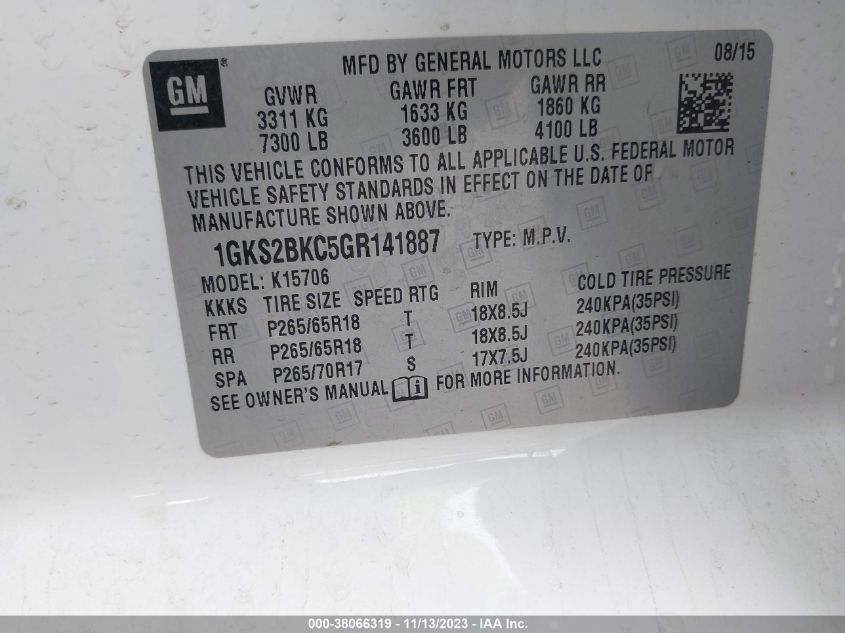 GM® MFD BY GENERAL MOTORS LLC 08/15
GVWR GAWR FRT GAWR RR
3311 KG 1633 KG 1860 KG
7300 LB 3600 LB 4100 LB
THIS VEHICLE CONFORMS TO ALL APPLICABLE U.S. FEDERAL MOTOR
VEHICLE SAFETY STANDARDS IN EFFECT ON THE DATE OF
MANUFACTURE SHOWN ABOVE.
1GKS2BKC5GR141887 TYPE: M.P.V.
MODEL: K15706
KKKS TIRE SIZE SPEED RTG RIM COLD TIRE PRESSURE
FRT P265/65R18 T 18X8.5J 240KPA(35PSI)
RR P265/65R18 T 18X8.5J 240KPA(35PSI)
SPA P265/70R17 S 17X7.5J 240KPA(35PSI)
SEE OWNER'S MANUAL FOR MORE INFORMATION.
000-38066319 - 11/13/2023 - IAA Inc.